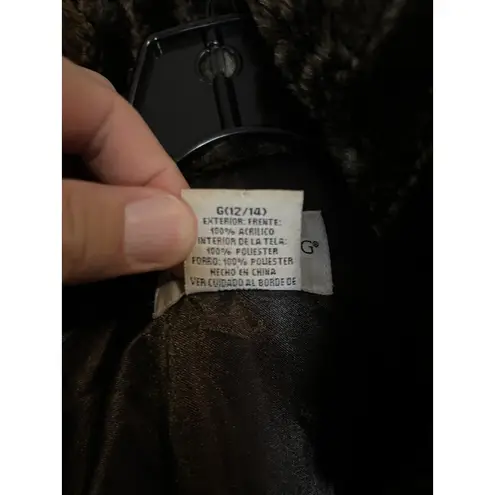 G(12/14)
EXTERIOR: FRENTE:
100% ACRILICO
INTERIOR DE LA TELA:
100% POLIESTER
FORRO: 100% POLIESTER
HECHO EN CHINA
VER CUIDADO AL BORDE DE
G®